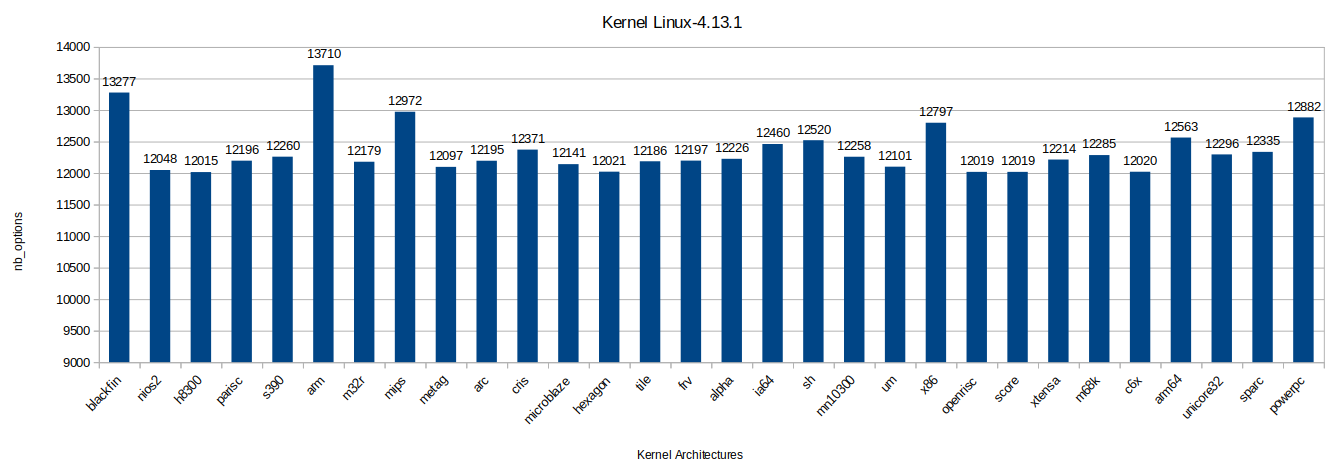 Kernel Linux-4.13.1
14000
13500
13000
12500
12000
11500
11000
10500
10000
9500
9000
nb_options
13277
12048
12015
12196
12260
13710
12179
12972
12097
12195
12371
12141
12021
12186
12197
12226
12460
12520
12258
12101
12797
12019
12019
12214
12285
12020
12563
12296
12335
12882
blackfin
nios2
h8300
parisc
s390
arm
m32r
mips
metag
arc
cris
microblaze
hexagon
tile
frv
alpha
ia64
sh
mn10300
um
x86
openrisc
score
xtensa
m68k
c6x
arm64
unicore32
sparc
powerpc
Kernel Architectures